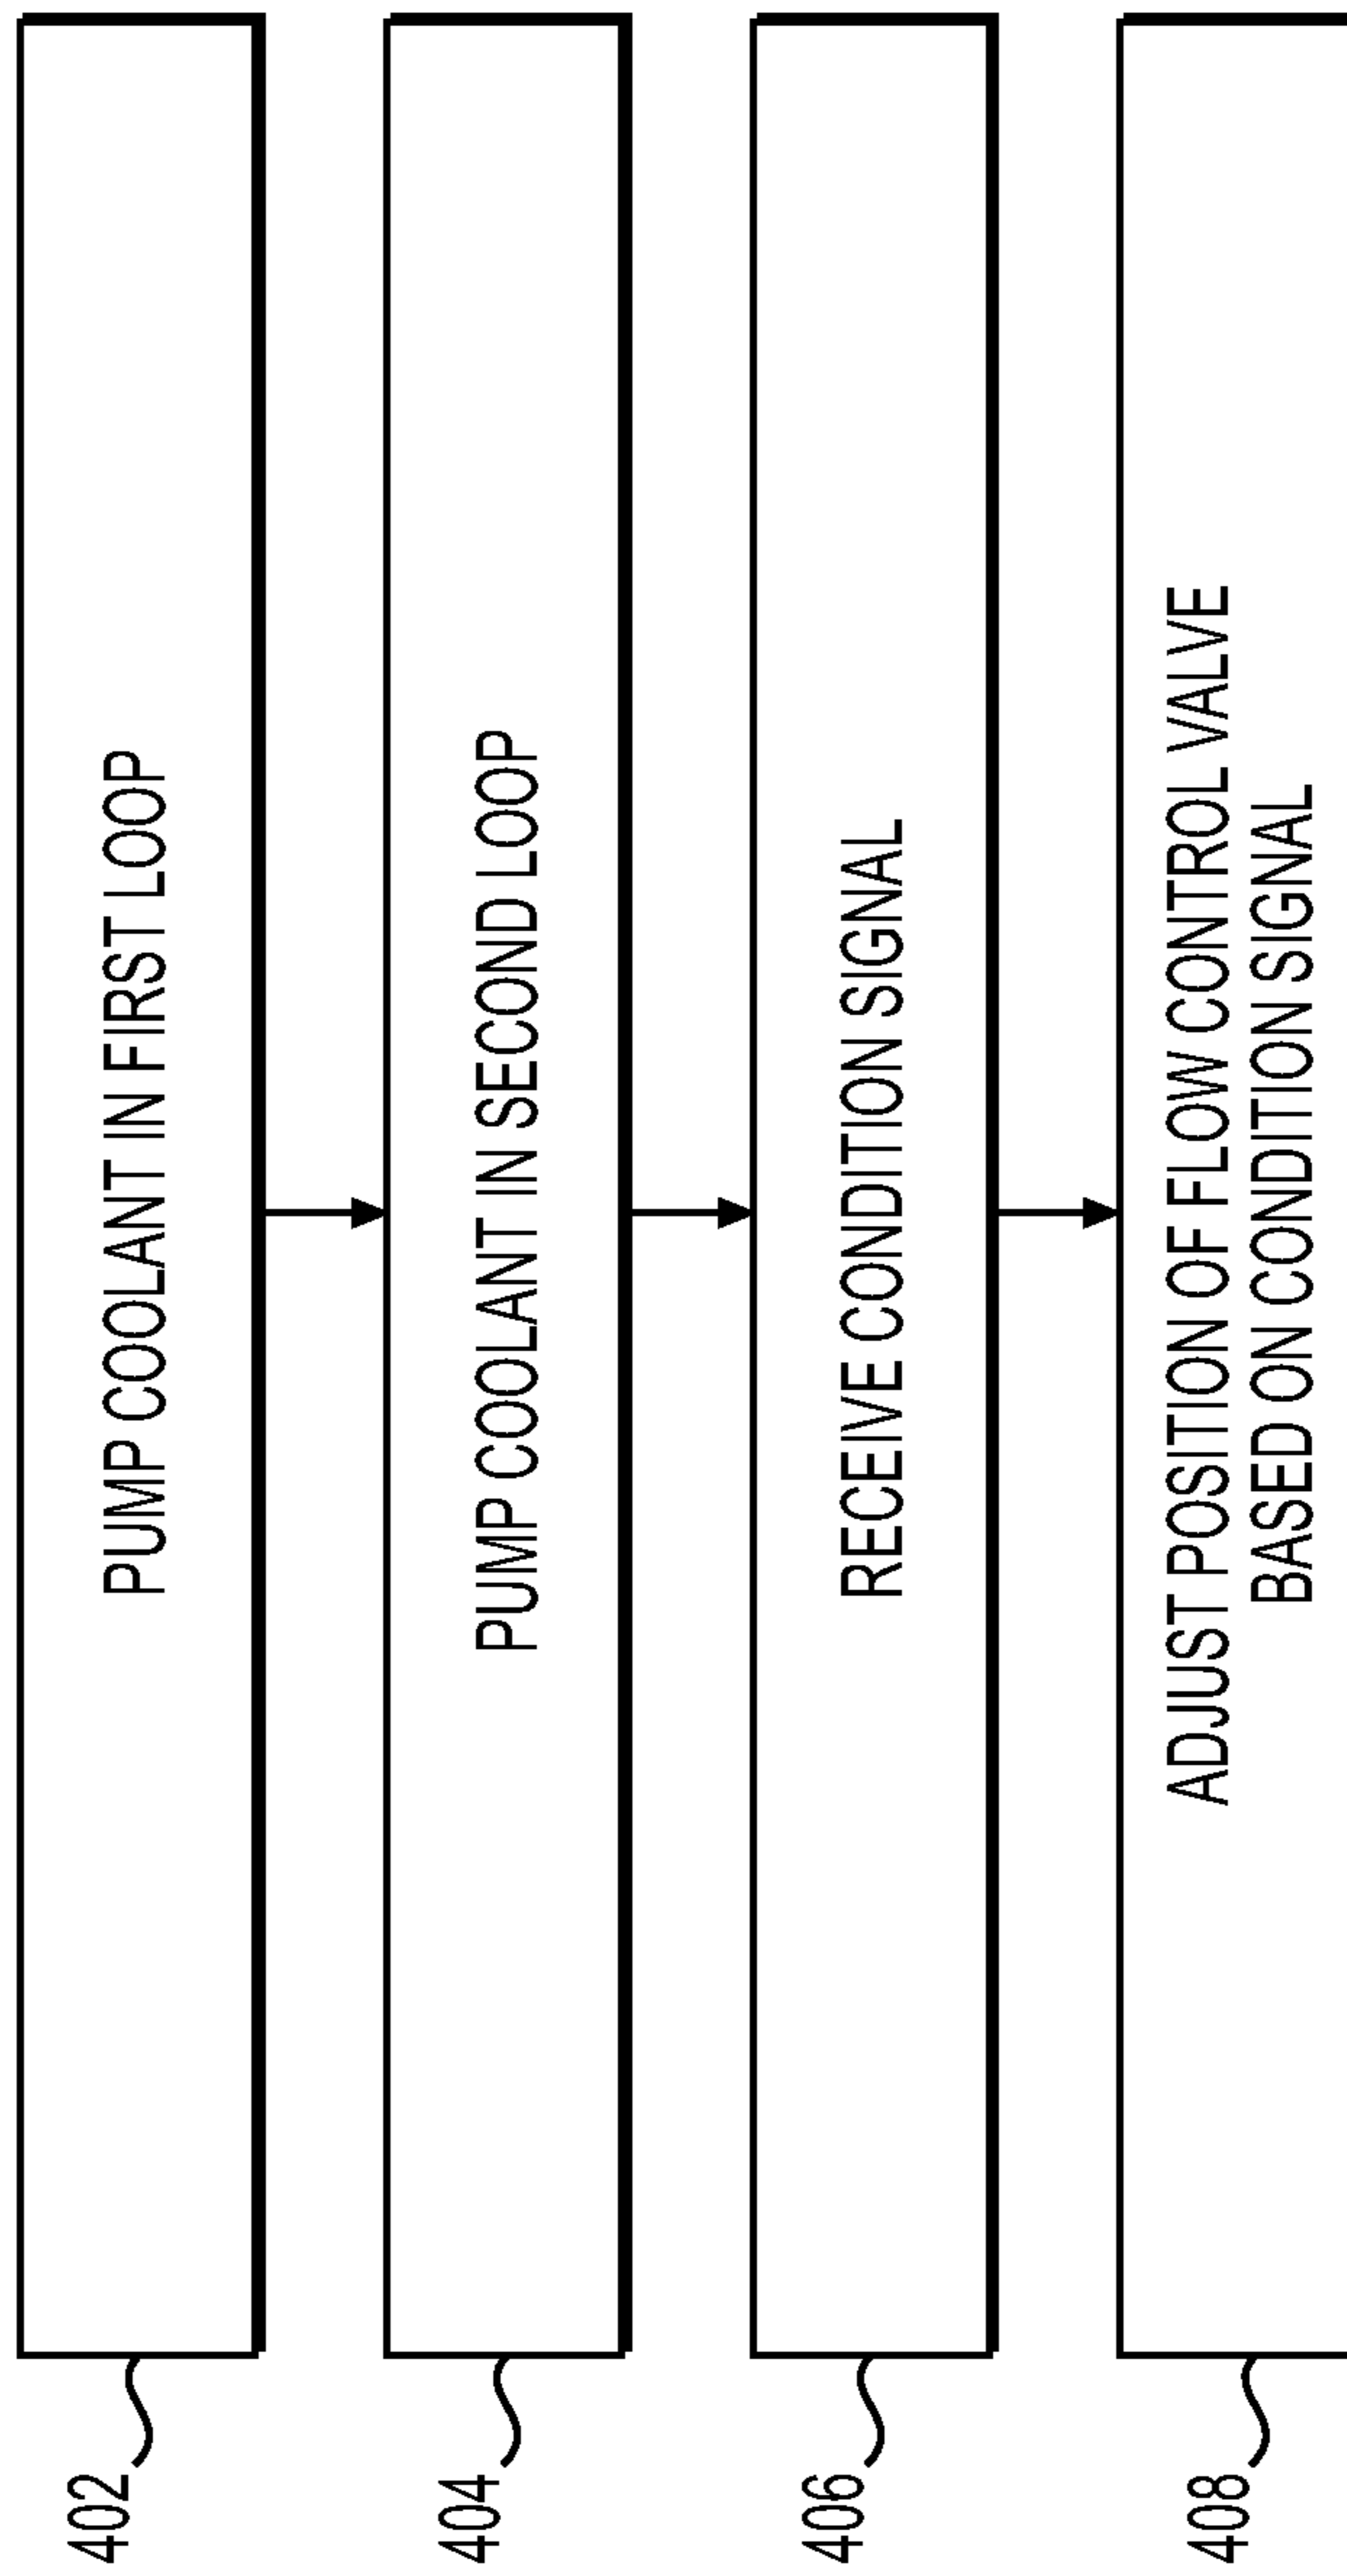 402
PUMP COOLANT IN FIRST LOOP
404
PUMP COOLANT IN SECOND LOOP
406
RECEIVE CONDITION SIGNAL
408
ADJUST POSITION OF FLOW CONTROL VALVE
BASED ON CONDITION SIGNAL